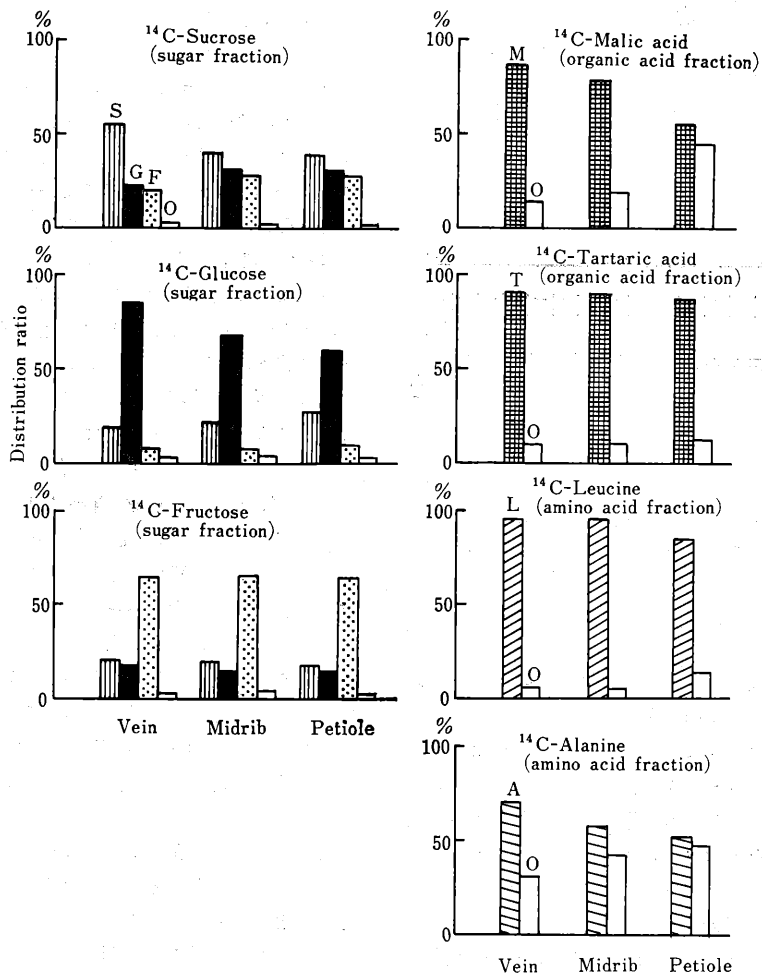 %
100
50
0
¹⁴C-Sucrose
(sugar fraction)
S
G F
O
%
100
50
0
¹⁴C-Glucose
(sugar fraction)
Distribution ratio
%
100
50
0
¹⁴C-Fructose
(sugar fraction)
Vein Midrib Petiole
%
100
50
0
¹⁴C-Malic acid
(organic acid fraction)
M
O
%
100
50
0
¹⁴C-Tartaric acid
(organic acid fraction)
T
O
%
100
50
0
¹⁴C-Leucine
(amino acid fraction)
L
O
%
100
50
0
¹⁴C-Alanine
(amino acid fraction)
A
O
Vein Midrib Petiole